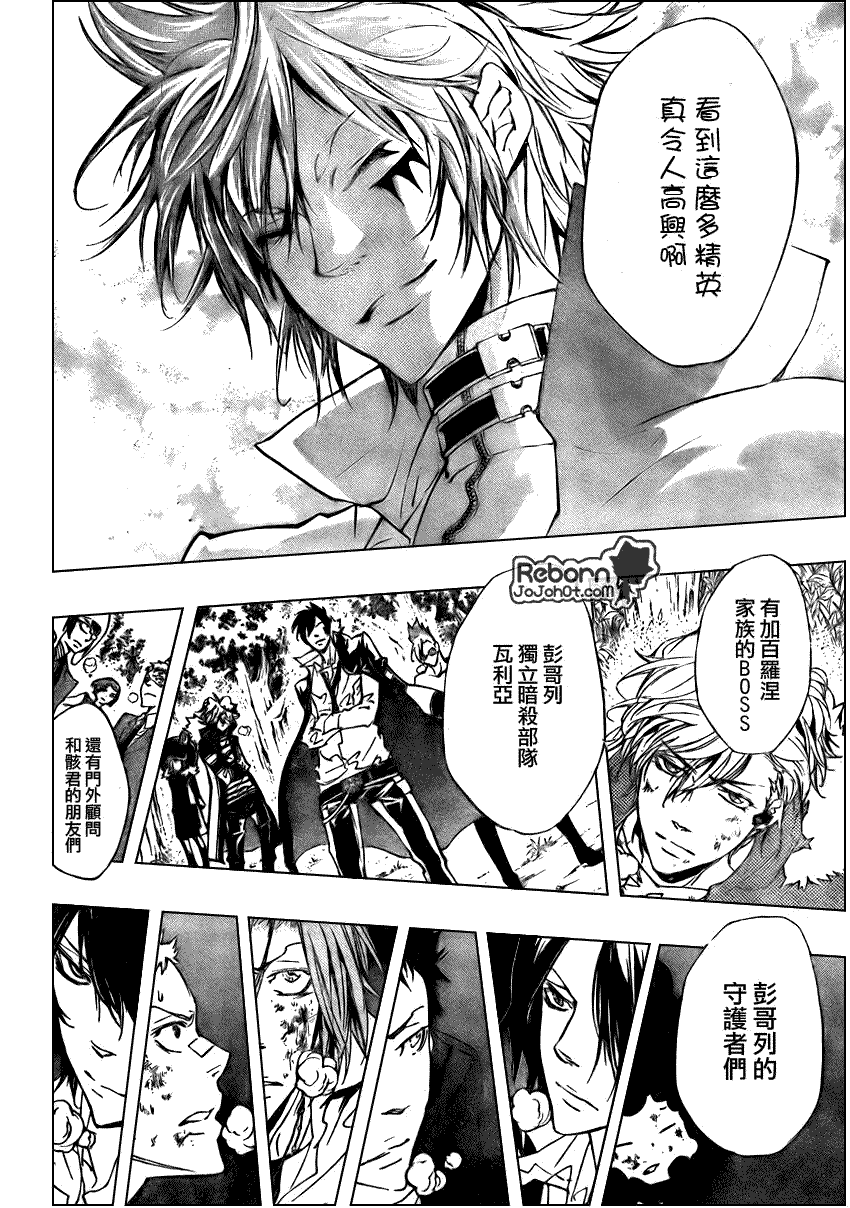 看到這麼多精英
真令人高興啊
Reborn
JoJoHOt.com
有加百羅涅
家族的BOSS
彭哥列
獨立暗殺部隊
瓦利亞
還有門外顧問
和骸君的朋友們
彭哥列的
守護者們